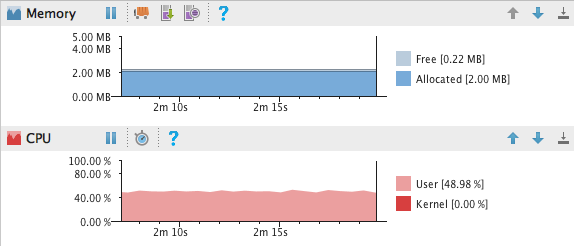 Memory
?
5.00 MB
4.00
2.00 MB
0.00 MB
2m 10s
2m 15s
Free [0.22 MB]
Allocated [2.00 MB]
CPU
?
100.00 %
80.00 %
40.00 %
0.00 %
2m 10s
2m 15s
User [48.98 %]
Kernel [0.00 %]